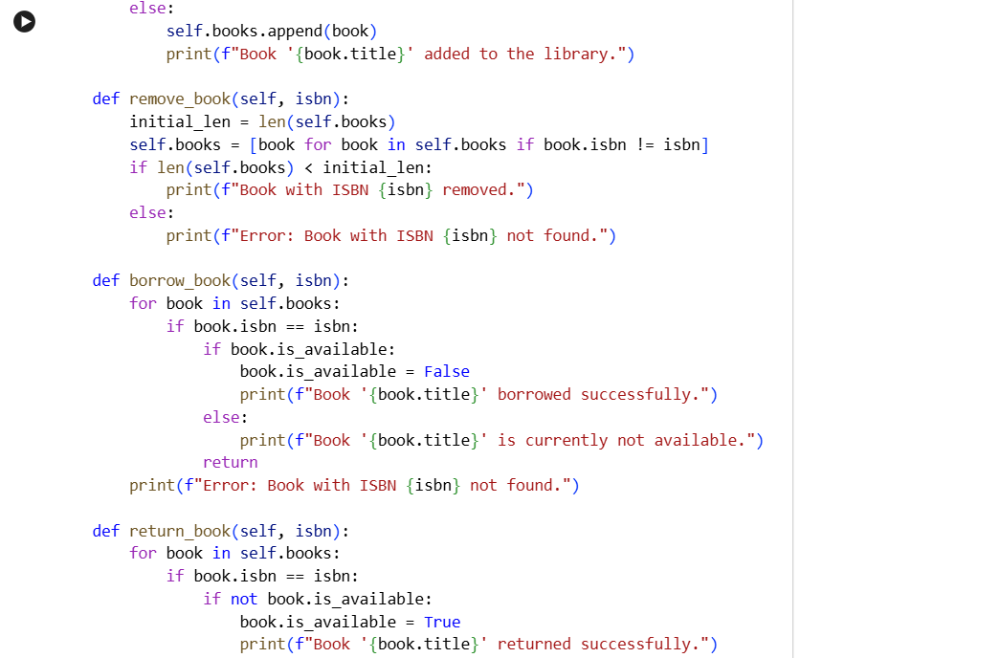 else:
self.books.append(book)
print(f"Book '{book.title}' added to the library.")
def remove_book(self, isbn):
initial_len = len(self.books)
self.books = [book for book in self.books if book.isbn != isbn]
if len(self.books) < initial_len:
print(f"Book with ISBN {isbn} removed.")
else:
print(f"Error: Book with ISBN {isbn} not found.")
def borrow_book(self, isbn):
for book in self.books:
if book.isbn == isbn:
if book.is_available:
book.is_available = False
print(f"Book '{book.title}' borrowed successfully.")
else:
print(f"Book '{book.title}' is currently not available.")
return
print(f"Error: Book with ISBN {isbn} not found.")
def return_book(self, isbn):
for book in self.books:
if book.isbn == isbn:
if not book.is_available:
book.is_available = True
print(f"Book '{book.title}' returned successfully.")